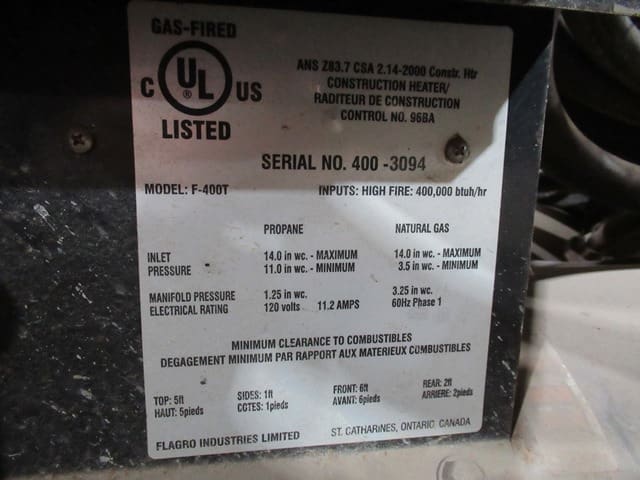 GAS-FIRED
C UL ® US
LISTED
ANS Z83.7 CSA 2.14-2000 Constr. Htr
CONSTRUCTION HEATER/
RADITEUR DE CONSTRUCTION
CONTROL NO. 96BA
SERIAL NO. 400 -3094
MODEL: F-400T INPUTS: HIGH FIRE: 400,000 btuh/hr
PROPANE NATURAL GAS
INLET 14.0 in wc. - MAXIMUM 14.0 in wc. - MAXIMUM
PRESSURE 11.0 in wc. - MINIMUM 3.5 in wc. - MINIMUM
MANIFOLD PRESSURE 1.25 in wc. 3.25 in wc.
ELECTRICAL RATING 120 volts 11.2 AMPS 60Hz Phase 1
MINIMUM CLEARANCE TO COMBUSTIBLES
DEGAGEMENT MINIMUM PAR RAPPORT AUX MATERIEUX COMBUSTIBLES
TOP: 5ft SIDES: 1ft FRONT: 6ft REAR: 2ft
HAUT: 5pieds COTES: 1pieds AVANT: 6pieds ARRIERE: 2pieds
FLAGRO INDUSTRIES LIMITED ST. CATHARINES, ONTARIO, CANADA